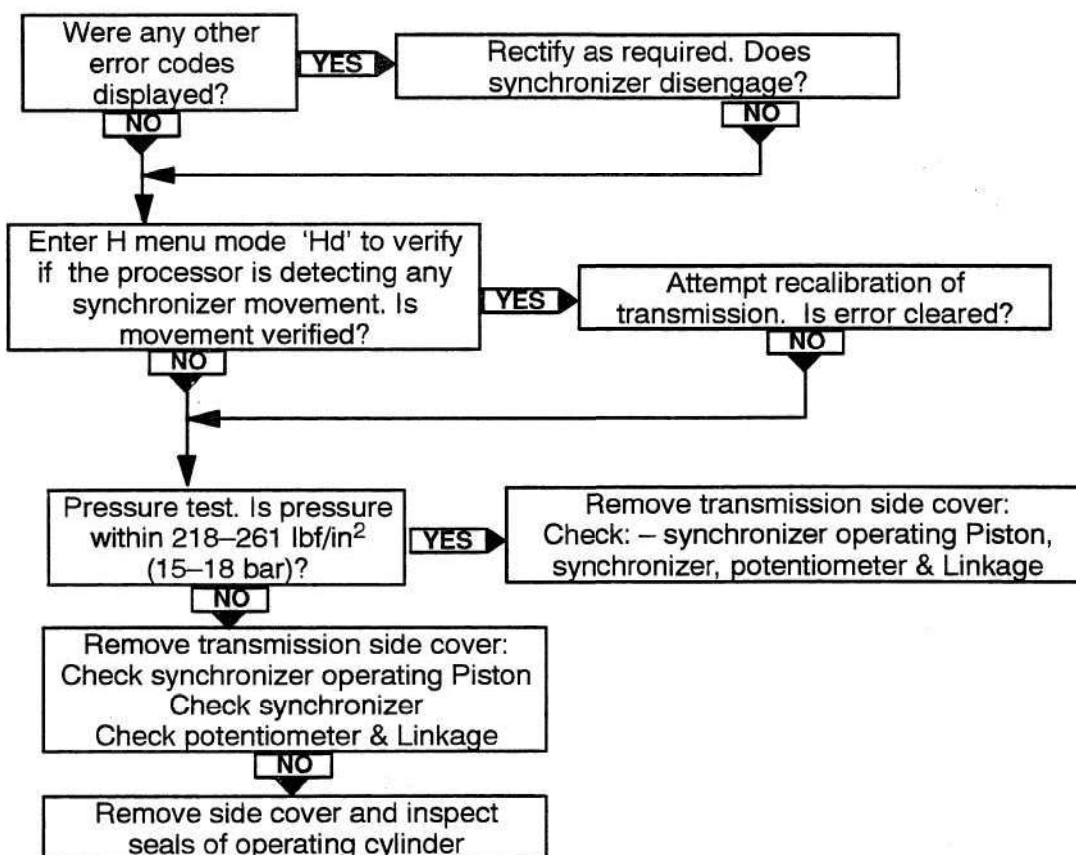 Were any other
error codes
displayed?
YES
Rectify as required. Does
synchronizer disengage?
NO
NO
Enter H menu mode ‘Hd’ to verify
if the processor is detecting any
synchronizer movement. Is
movement verified?
YES
Attempt recalibration of
transmission. Is error cleared?
NO
NO
Pressure test. Is pressure
within 218–261 lbf/in²
(15–18 bar)?
YES
Remove transmission side cover:
Check: – synchronizer operating Piston,
synchronizer, potentiometer & Linkage
NO
Remove transmission side cover:
Check synchronizer operating Piston
Check synchronizer
Check potentiometer & Linkage
NO
Remove side cover and inspect
seals of operating cylinder